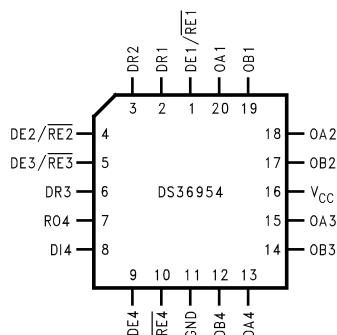 DR2 DR1 DE1/RE1 OA1 OB1
3 2 1 20 19
DE2/RE2 4 18 OA2
DE3/RE3 5 17 OB2
DR3 6 DS36954 16 VCC
RO4 7 15 OA3
DI4 8 14 OB3
9 10 11 12 13
DE4 RE4 GND OB4 OA4